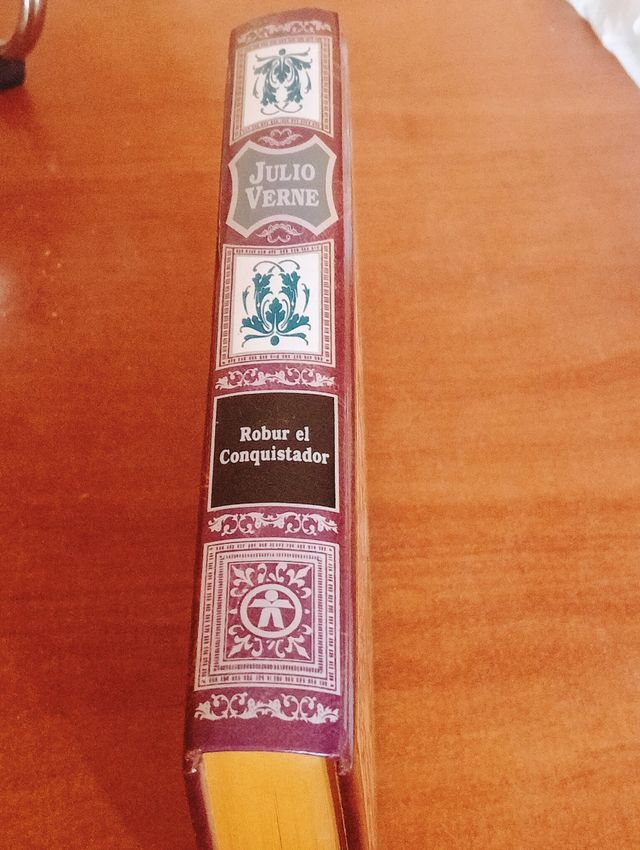 JULIO
VERNE
Robur el
Conquistador